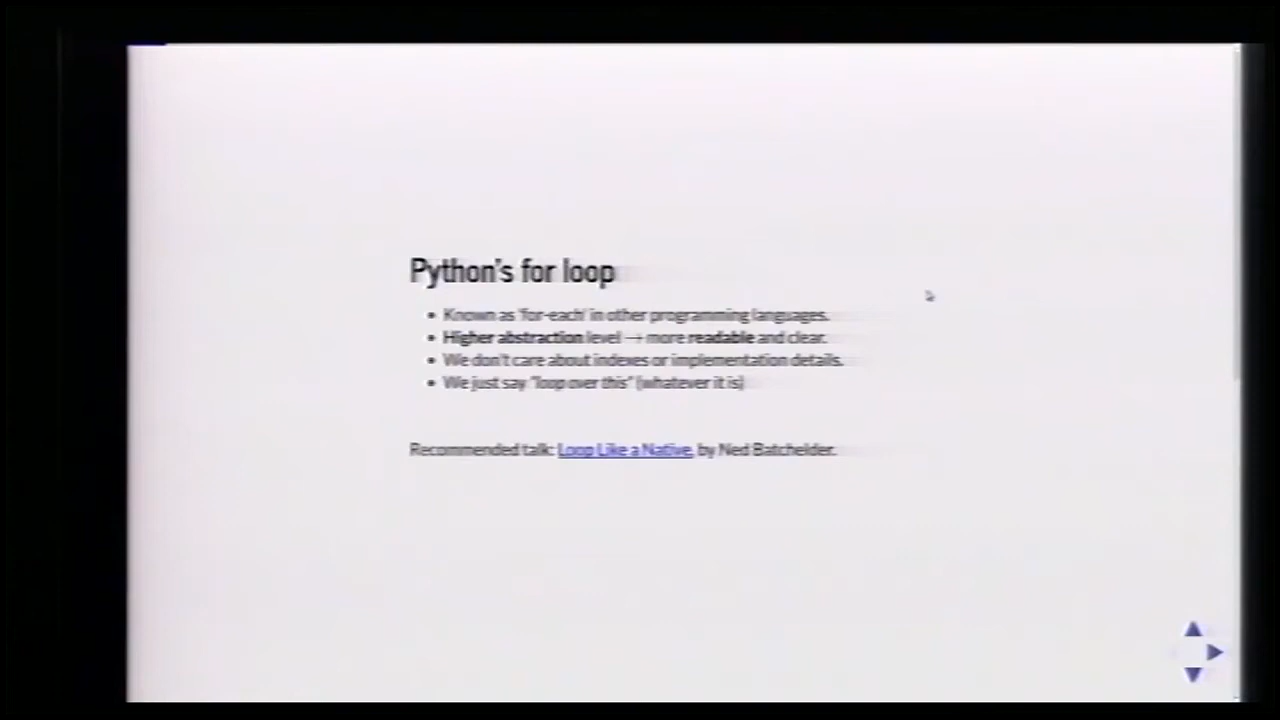 Python's for loop
• Known as 'for-each' in other programming languages.
• Higher abstraction level → more readable and clear.
• We don't care about indexes or implementation details.
• We just say "loop over this" (whatever it is)
Recommended talk: Loop Like a Native, by Ned Batchelder.